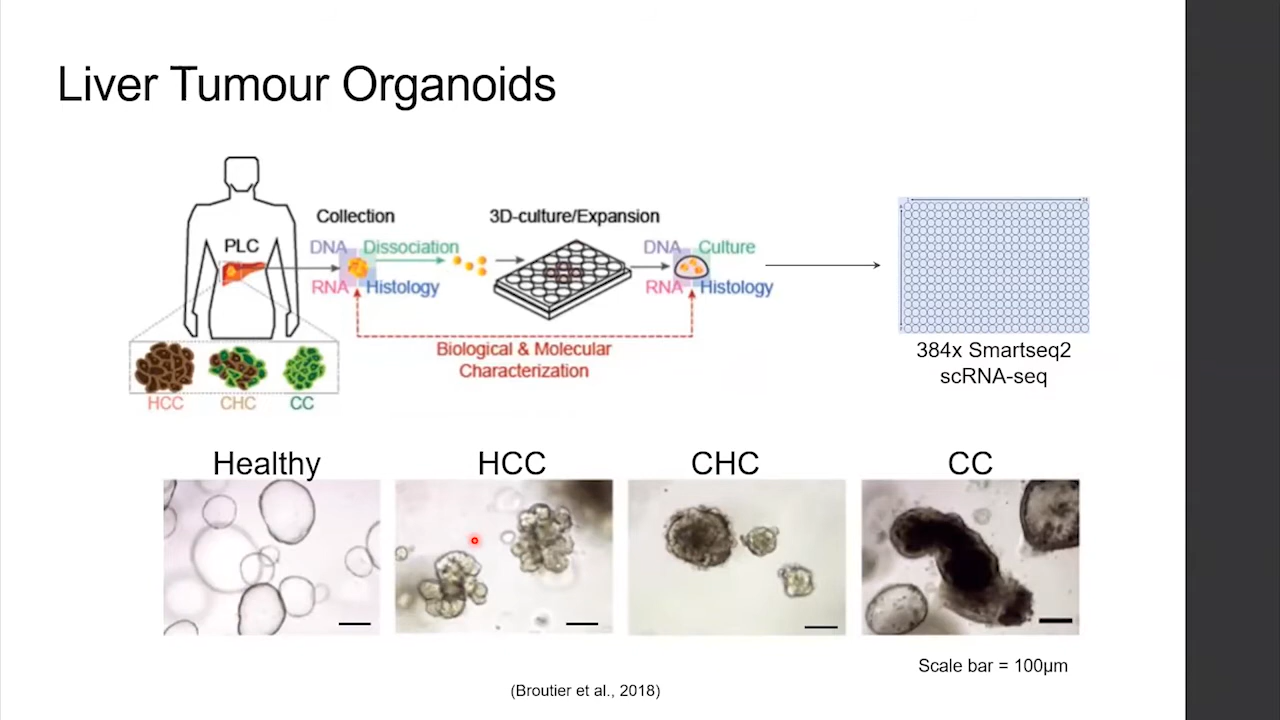 Liver Tumour Organoids
Collection
3D-culture/Expansion
PLC
DNA Dissociation
RNA Histology
DNA Culture
RNA Histology
Biological & Molecular
Characterization
HCC CHC CC
384x Smartseq2
scRNA-seq
Healthy
HCC
CHC
CC
Scale bar = 100µm
(Broutier et al., 2018)